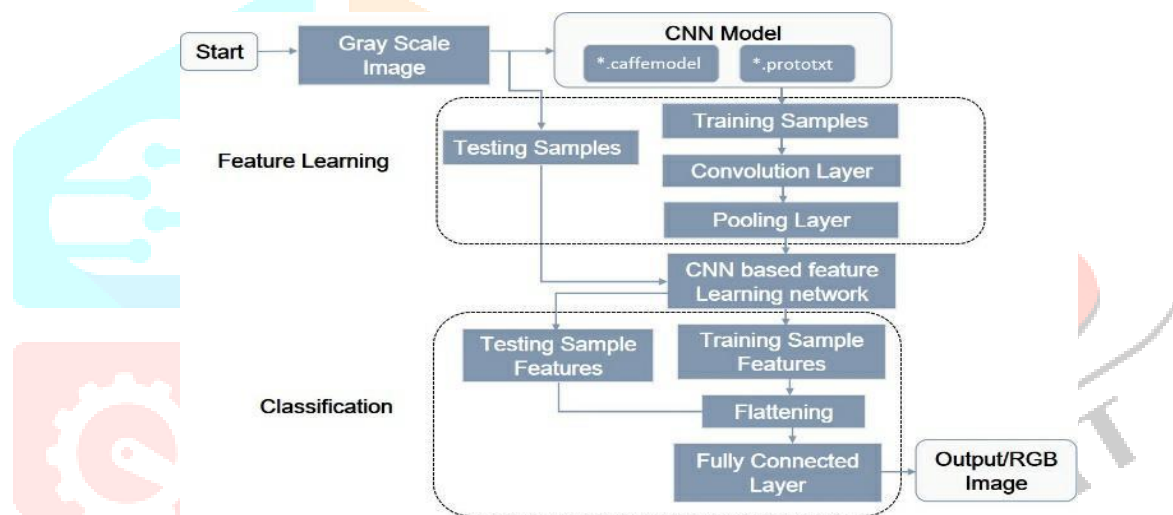 Start
Gray Scale
Image
CNN Model
*.caffemodel
*.prototxt
Feature Learning
Testing Samples
Training Samples
Convolution Layer
Pooling Layer
CNN based feature
Learning network
Classification
Testing Sample
Features
Training Sample
Features
Flattening
Fully Connected
Layer
Output/RGB
Image